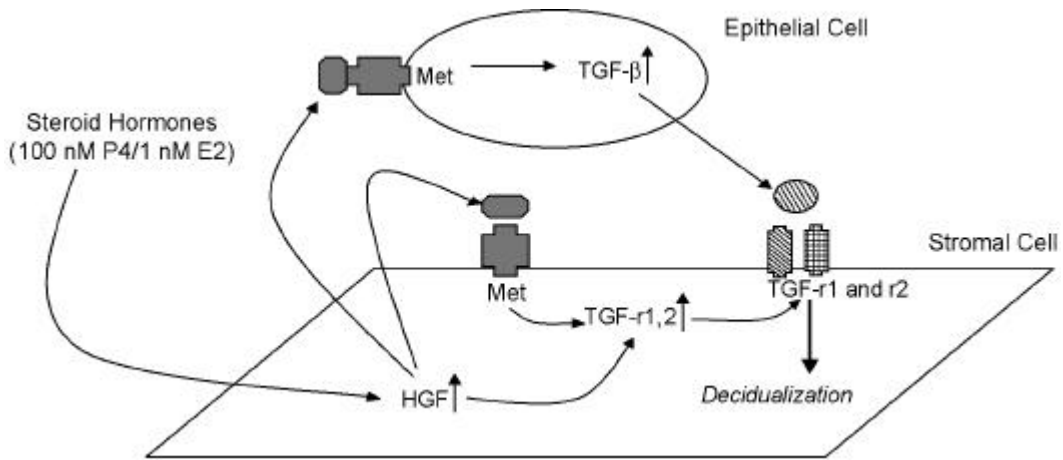 Epithelial Cell
Met
TGF-β
Steroid Hormones
(100 nM P4/1 nM E2)
Stromal Cell
Met
TGF-r1 and r2
TGF-r1,2
HGF
Decidualization